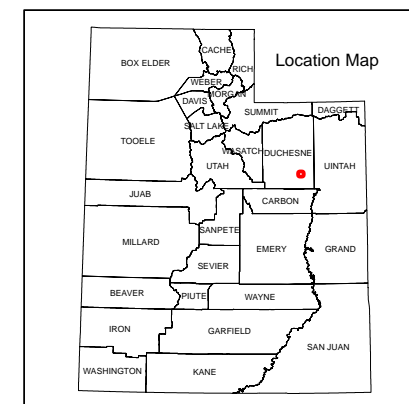 Location Map
BOX ELDER
CACHE
RICH
WEBER
MORGAN
DAVIS
SUMMIT
DAGGETT
SALT LAKE
TOOELE
WASATCH
DUCHESNE
UTAH
UINTAH
JUAB
CARBON
SANPETE
MILLARD
EMERY
GRAND
SEVIER
BEAVER
PIUTE
WAYNE
IRON
GARFIELD
SAN JUAN
WASHINGTON
KANE